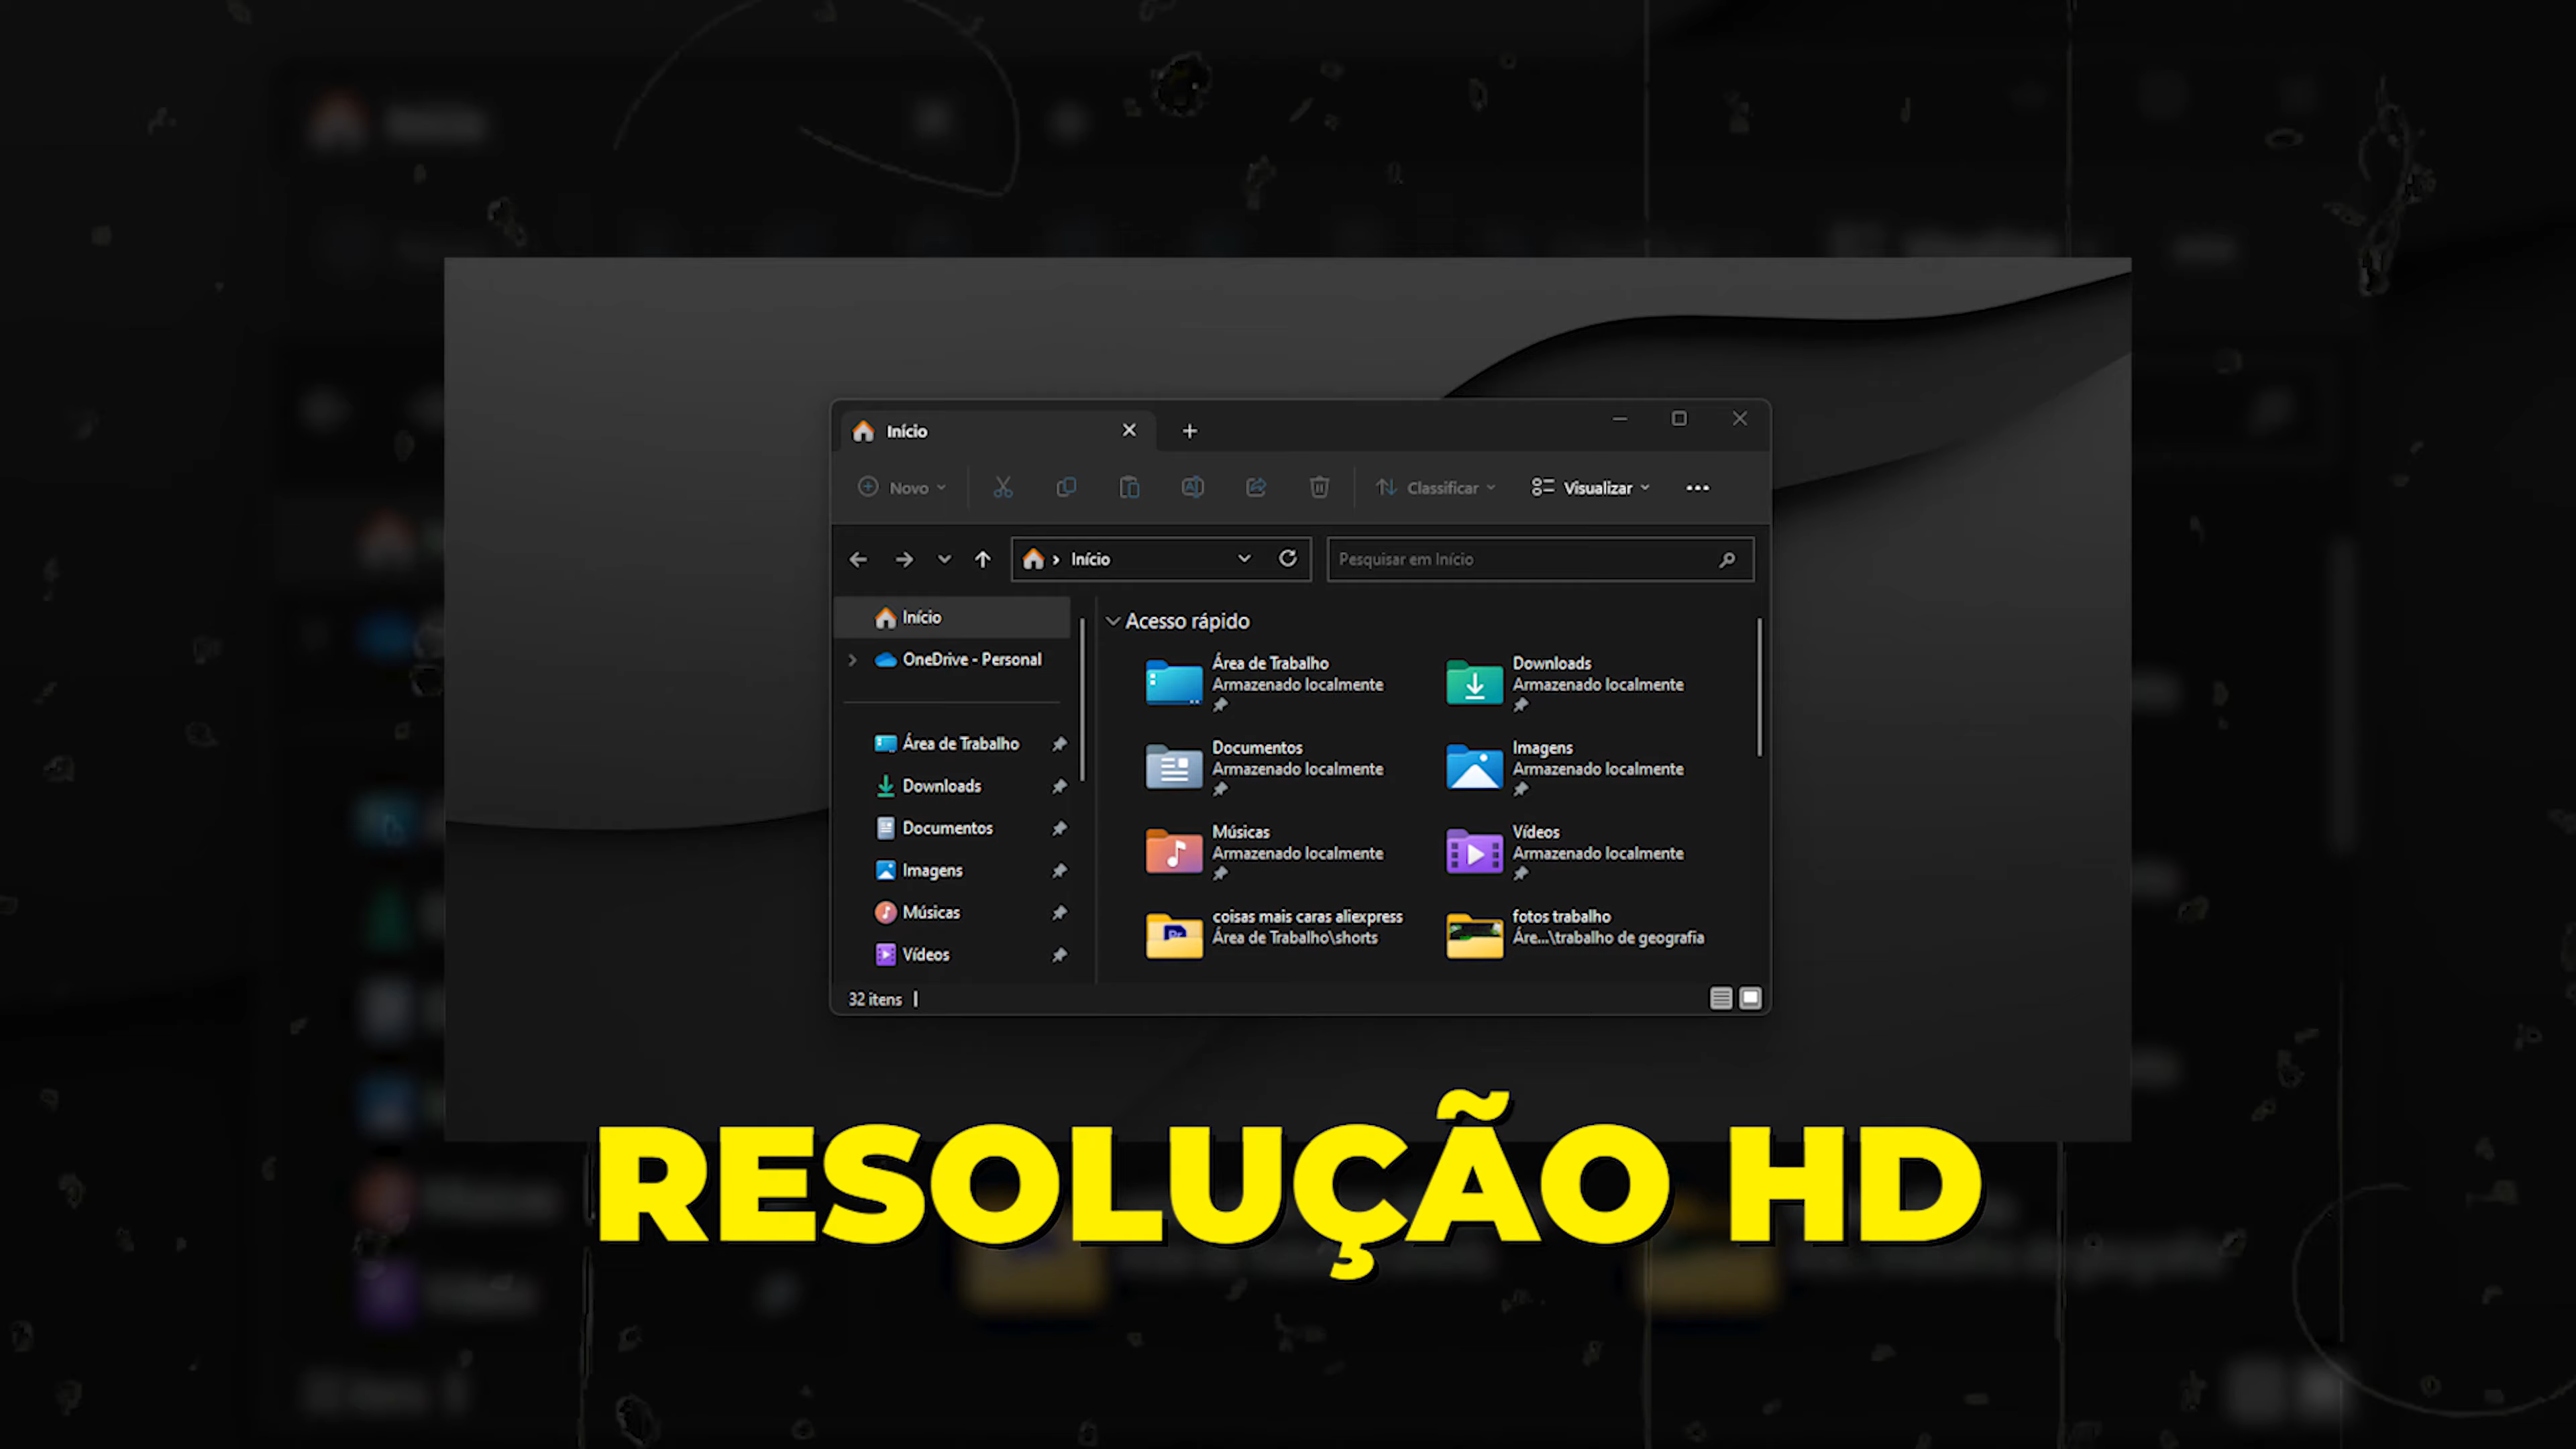 Início
Novo
Classificar
Visualizar
Início
Pesquisar em Início
Início
OneDrive - Personal
Área de Trabalho
Downloads
Documentos
Imagens
Músicas
Vídeos
Acesso rápido
Área de Trabalho
Armazenado localmente
Downloads
Armazenado localmente
Documentos
Armazenado localmente
Imagens
Armazenado localmente
Músicas
Armazenado localmente
Vídeos
Armazenado localmente
coisas mais caras aliexpress
Área de Trabalho\shorts
fotos trabalho
Áre...\trabalho de geografia
32 itens
RESOLUÇÃO HD